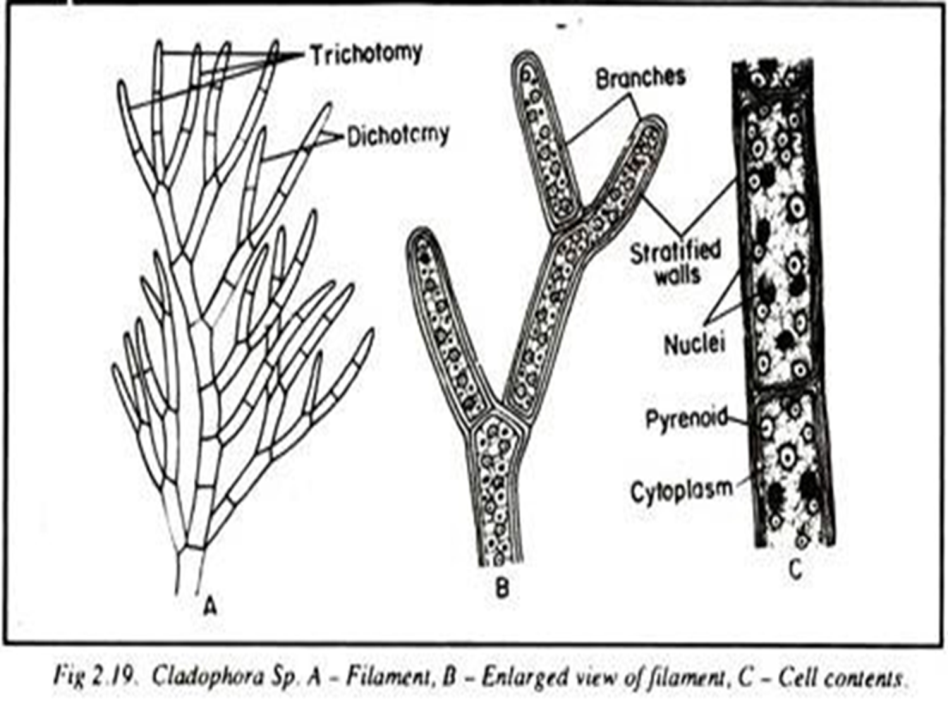 Trichotomy
Dichotomy
Branches
Stratified
walls
Nuclei
Pyrenoid
Cytoplasm
A
B
C
Fig 2.19. Cladophora Sp. A – Filament, B – Enlarged view of filament, C – Cell contents.